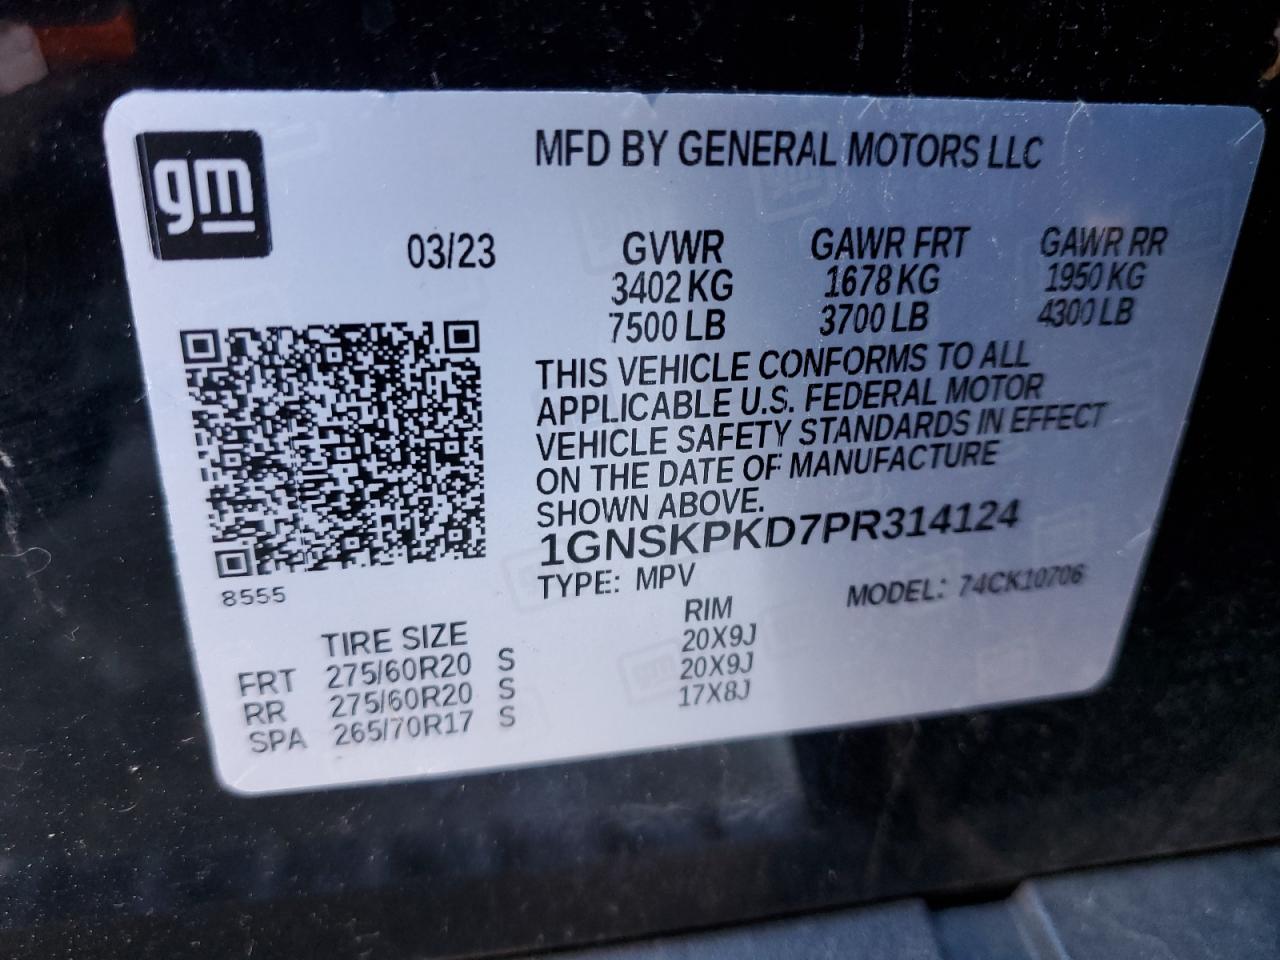 gm
MFD BY GENERAL MOTORS LLC
03/23 GVWR GAWR FRT GAWR RR
3402 KG 1678 KG 1950 KG
7500 LB 3700 LB 4300 LB
THIS VEHICLE CONFORMS TO ALL
APPLICABLE U.S. FEDERAL MOTOR
VEHICLE SAFETY STANDARDS IN EFFECT
ON THE DATE OF MANUFACTURE
SHOWN ABOVE.
1GNSKPKD7PR314124
TYPE: MPV MODEL: 74CK10706
8555
TIRE SIZE RIM
FRT 275/60R20 S 20X9J
RR 275/60R20 S 20X9J
SPA 265/70R17 S 17X8J